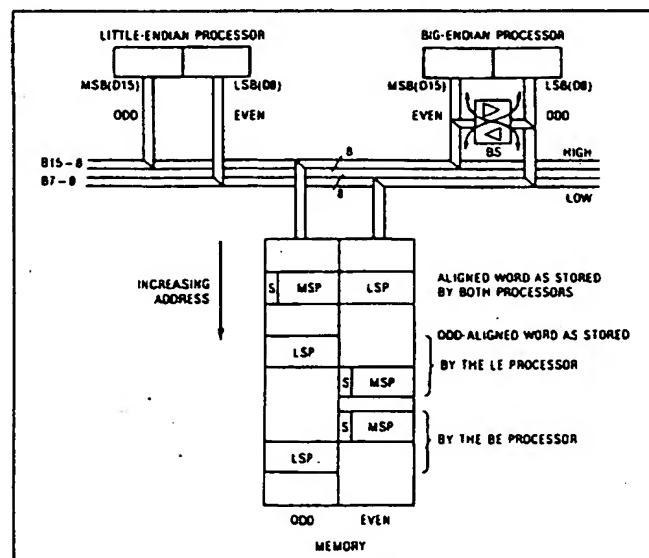 LITTLE-ENDIAN PROCESSOR
BIG-ENDIAN PROCESSOR
MSB(D15)
LSB(D0)
MSB(D15)
LSB(D0)
ODD
EVEN
EVEN
ODD
BS
HIGH
8
B15-8
B7-0
8
LOW
INCREASING
ADDRESS
S
MSP
LSP
ALIGNED WORD AS STORED
BY BOTH PROCESSORS
ODD-ALIGNED WORD AS STORED
LSP
BY THE LE PROCESSOR
S
MSP
S
MSP
BY THE BE PROCESSOR
LSP
ODD
EVEN
MEMORY